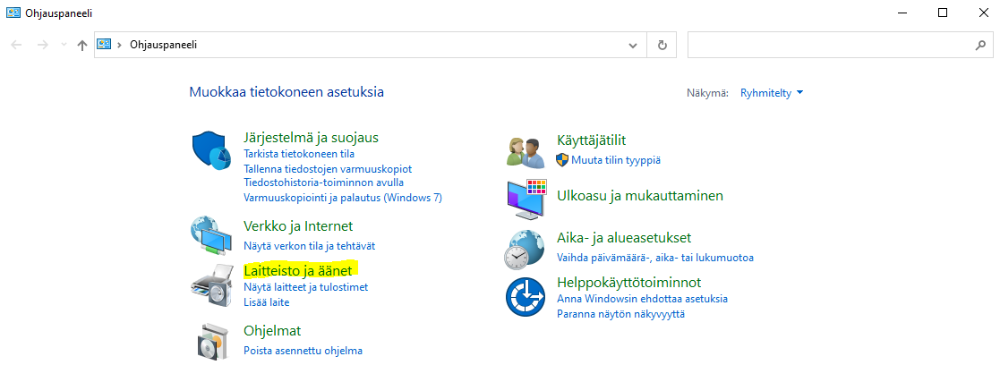 Ohjauspaneeli
Ohjauspaneeli
Muokkaa tietokoneen asetuksia
Näkymä: Ryhmitelty
Järjestelmä ja suojaus
Tarkista tietokoneen tila
Tallenna tiedostojen varmuuskopiot
Tiedostohistoria-toiminnon avulla
Varmuuskopiointi ja palautus (Windows 7)
Verkko ja Internet
Näytä verkon tila ja tehtävät
Laitteisto ja äänet
Näytä laitteet ja tulostimet
Lisää laite
Ohjelmat
Poista asennettu ohjelma
Käyttäjätilit
Muuta tilin tyyppiä
Ulkoasu ja mukauttaminen
Aika- ja alueasetukset
Vaihda päivämäärä-, aika- tai lukumuotoa
Helppokäyttötoiminnot
Anna Windowsin ehdottaa asetuksia
Paranna näytön näkyvyyttä